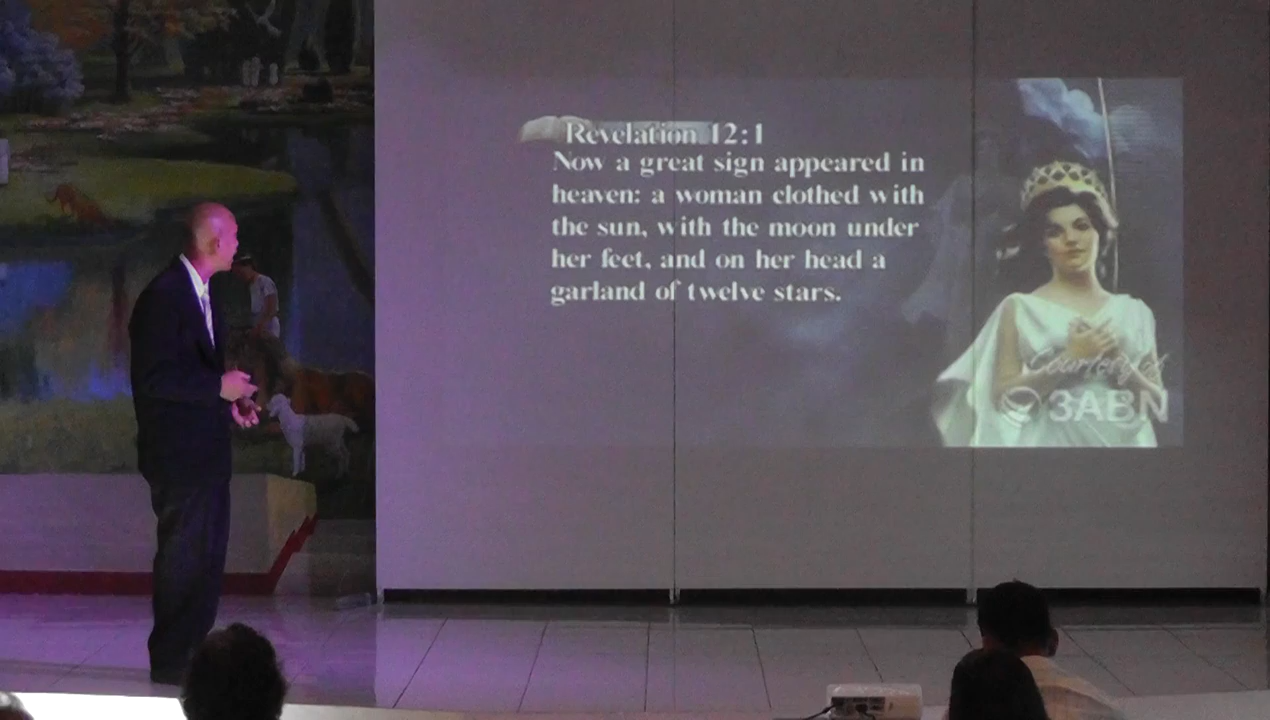 Revelation 12:1
Now a great sign appeared in
heaven: a woman clothed with
the sun, with the moon under
her feet, and on her head a
garland of twelve stars.
Courtesy of
3ABN